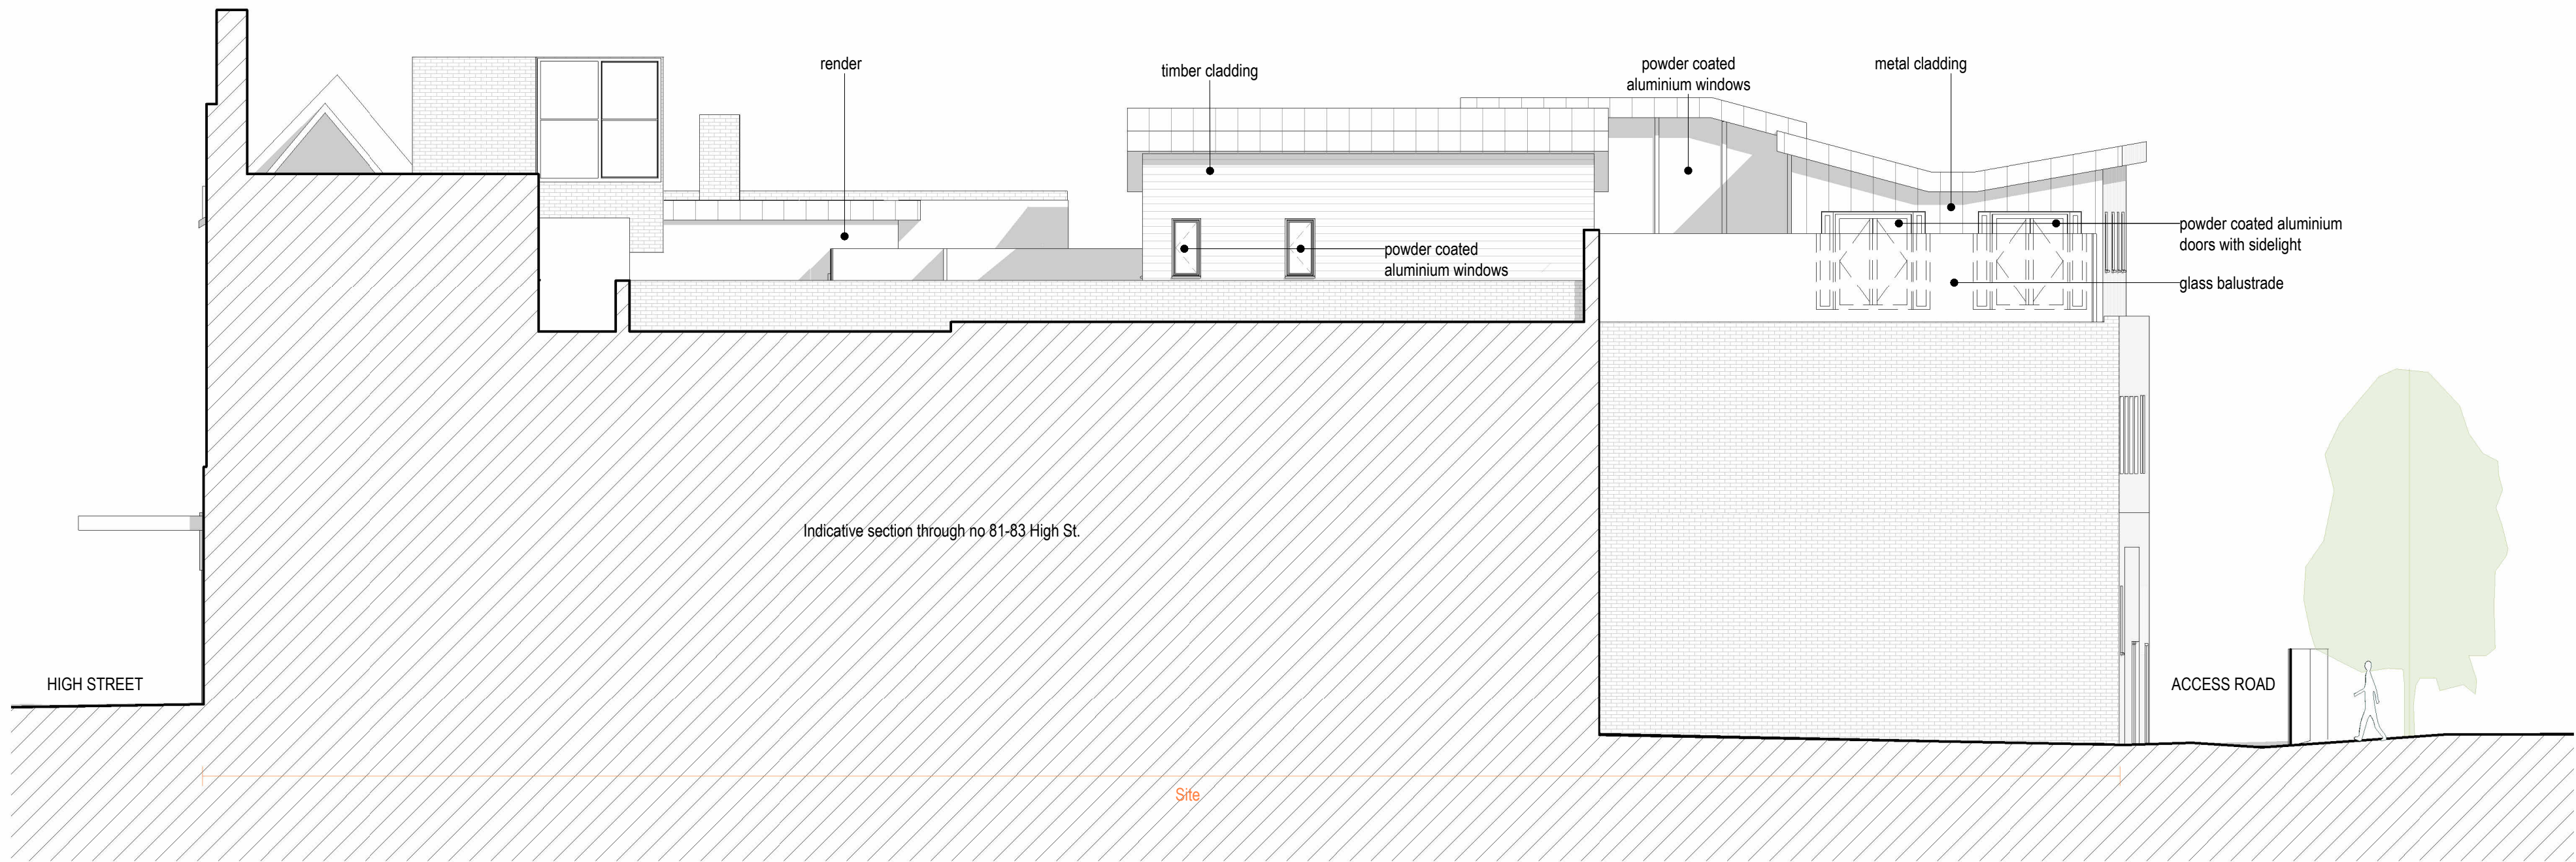 render
timber cladding
powder coated
aluminium windows
metal cladding
powder coated aluminium
doors with sidelight
powder coated
aluminium windows
glass balustrade
Indicative section through no 81-83 High St.
HIGH STREET
ACCESS ROAD
Site